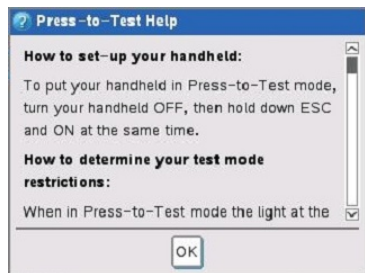 Press-to-Test Help
How to set-up your handheld:
To put your handheld in Press-to-Test mode,
turn your handheld OFF, then hold down ESC
and ON at the same time.
How to determine your test mode
restrictions:
When in Press-to-Test mode the light at the
OK